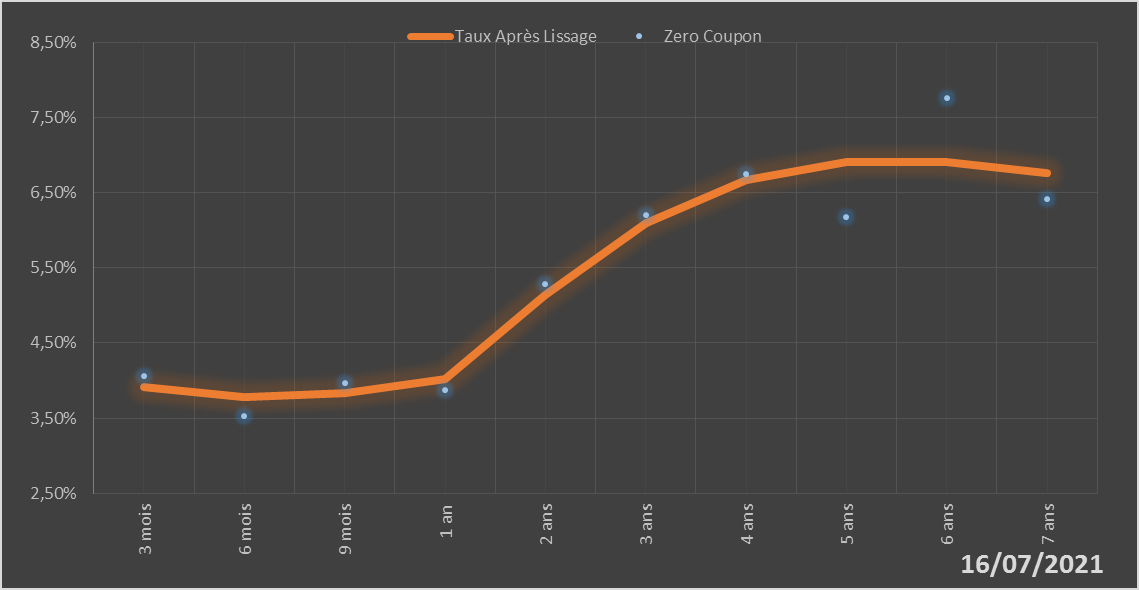 Taux Après Lissage Zero Coupon
8,50%
7,50%
6,50%
5,50%
4,50%
3,50%
2,50%
3 mois
6 mois
9 mois
1 an
2 ans
3 ans
4 ans
5 ans
6 ans
7 ans
16/07/2021